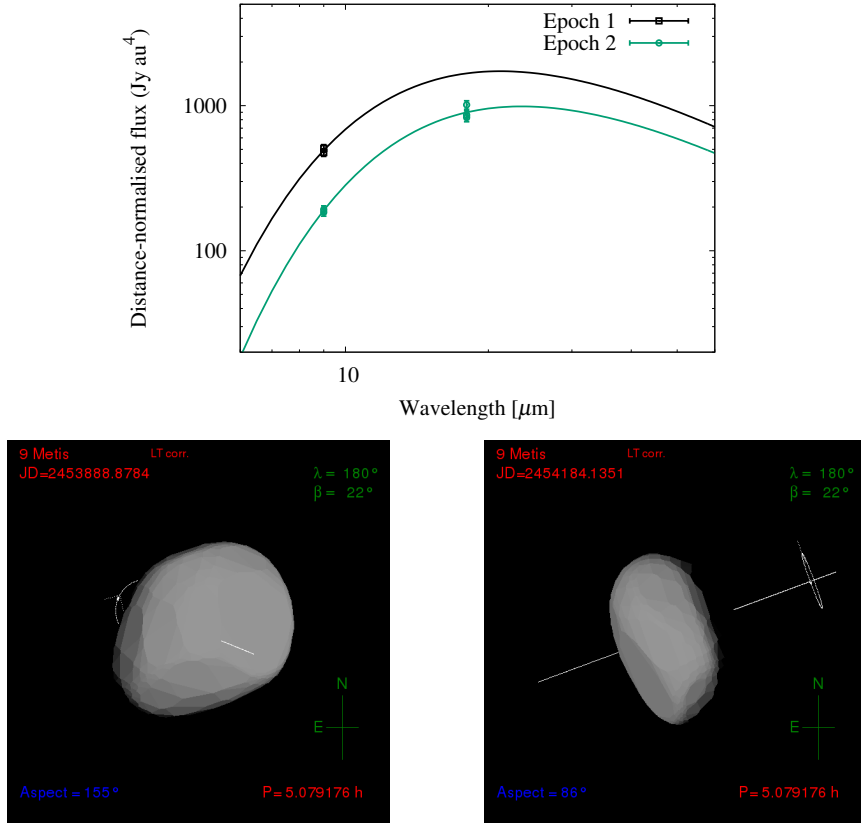 Distance-normalised flux (Jy au⁴)
1000
100
Epoch 1
Epoch 2
10
Wavelength [μm]
9 Metis
LT corr.
JD=2453888.8784
λ = 180°
β = 22°
N
E
Aspect = 155°
P= 5.079176 h
9 Metis
LT corr.
JD=2454184.1351
λ = 180°
β = 22°
N
E
Aspect = 86°
P= 5.079176 h